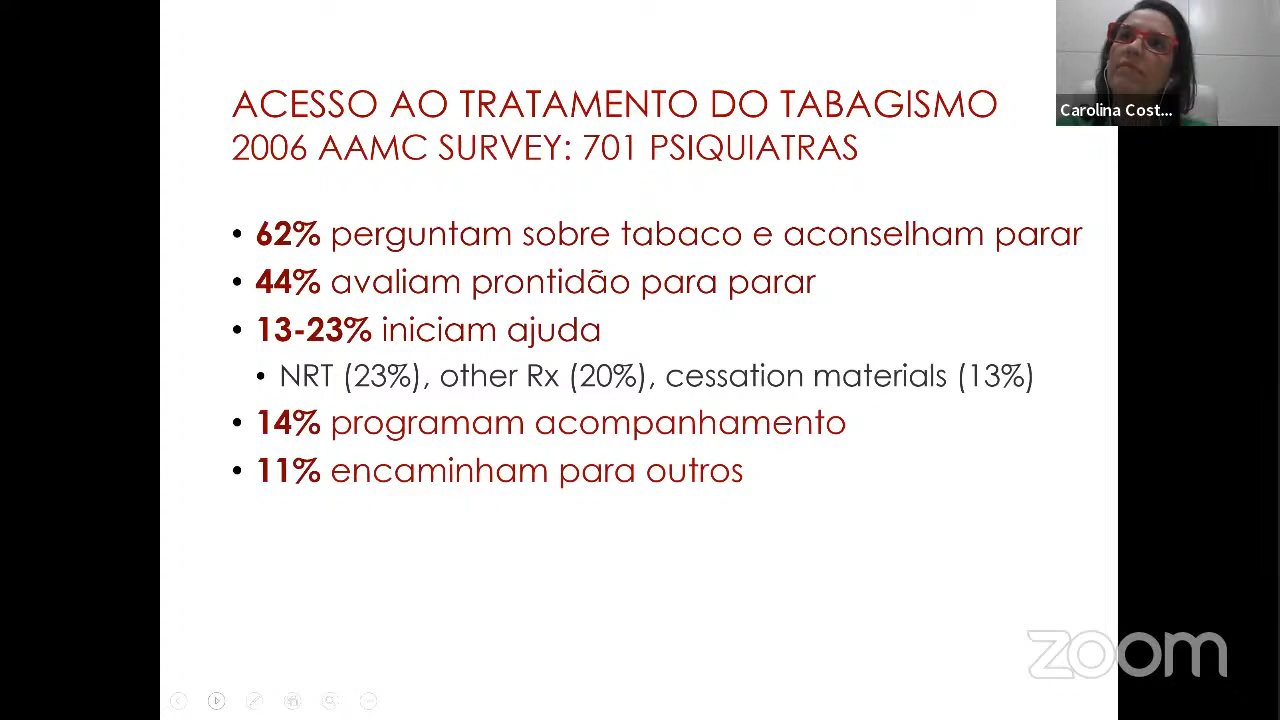 ACESSO AO TRATAMENTO DO TABAGISMO
2006 AAMC SURVEY: 701 PSIQUIATRAS
Carolina Cost...
• 62% perguntam sobre tabaco e aconselham parar
• 44% avaliam prontidão para parar
• 13-23% iniciam ajuda
• NRT (23%), other Rx (20%), cessation materials (13%)
• 14% programam acompanhamento
• 11% encaminham para outros
zoom